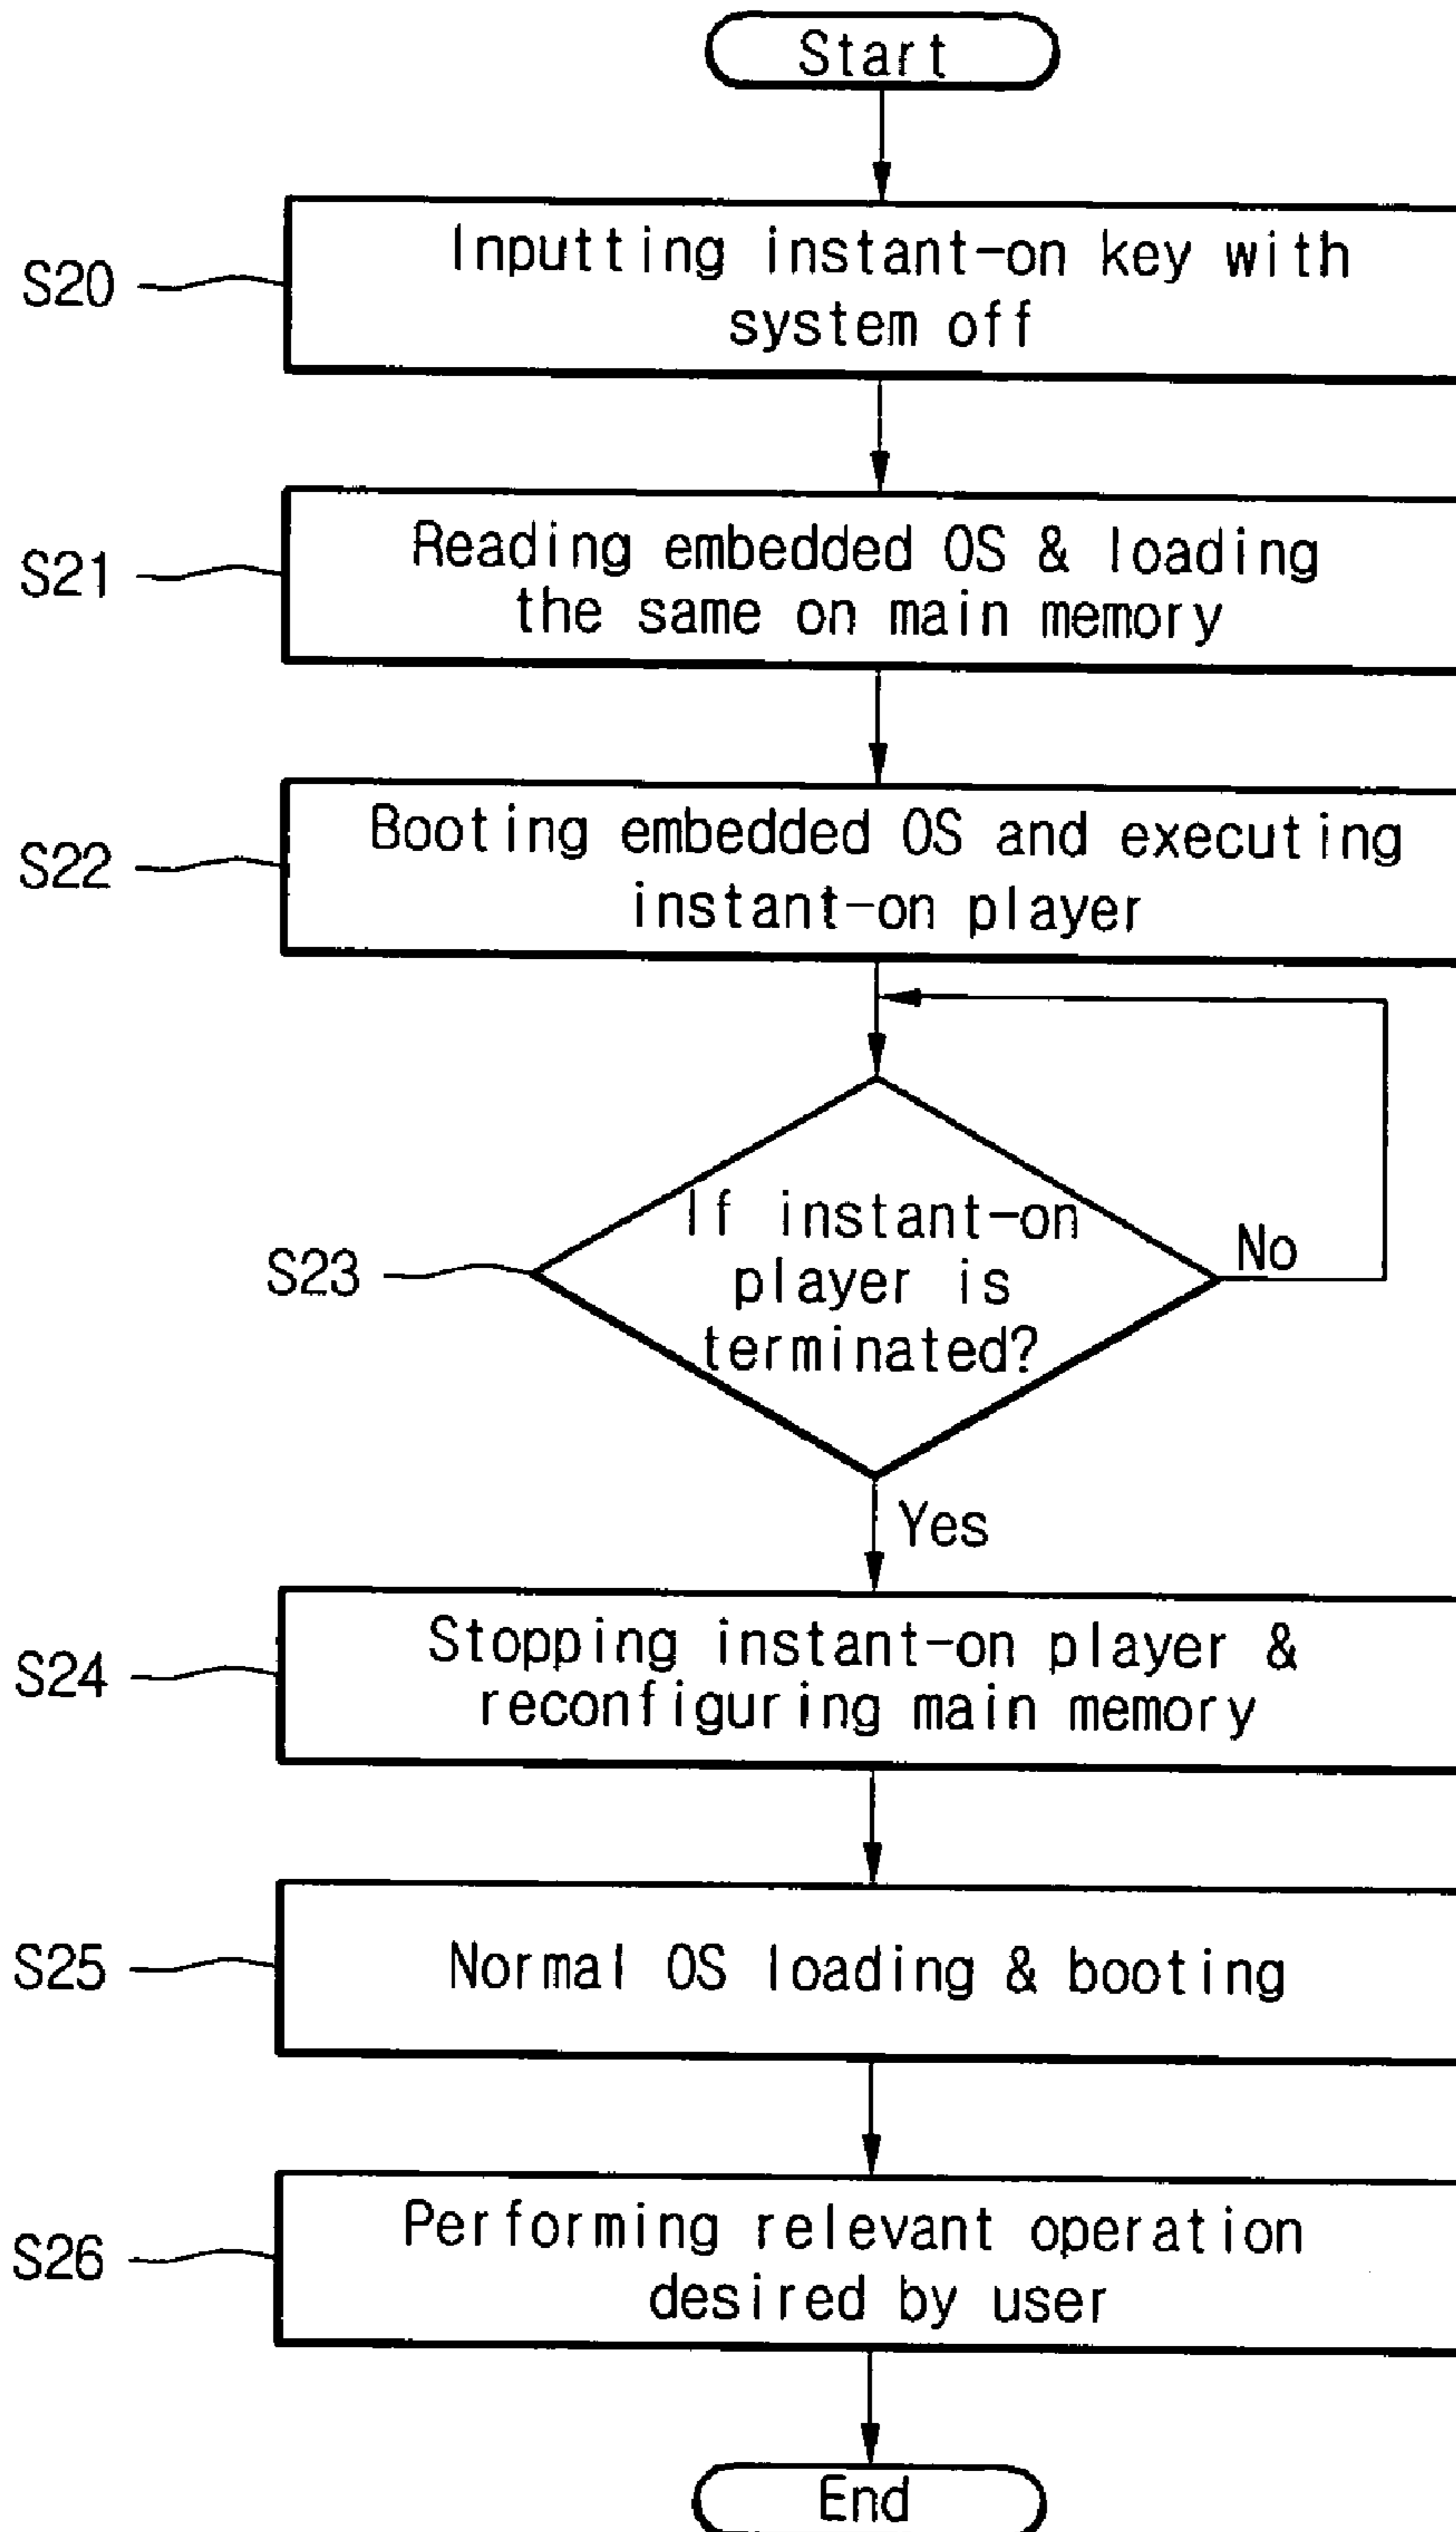 Start
S20
Inputting instant-on key with
system off
S21
Reading embedded OS & loading
the same on main memory
S22
Booting embedded OS and executing
instant-on player
S23
If instant-on
player is
terminated?
No
Yes
S24
Stopping instant-on player &
reconfiguring main memory
S25
Normal OS loading & booting
S26
Performing relevant operation
desired by user
End